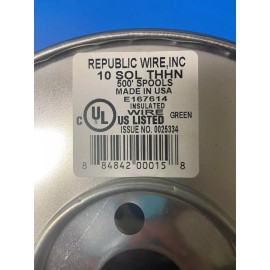 REPUBLIC WIRE, INC
10 SOL THHN
500' SPOOLS
MADE IN USA
E167614
INSULATED
WIRE GREEN
C UL US LISTED
ISSUE NO. 0025334
8 84842 00015 8